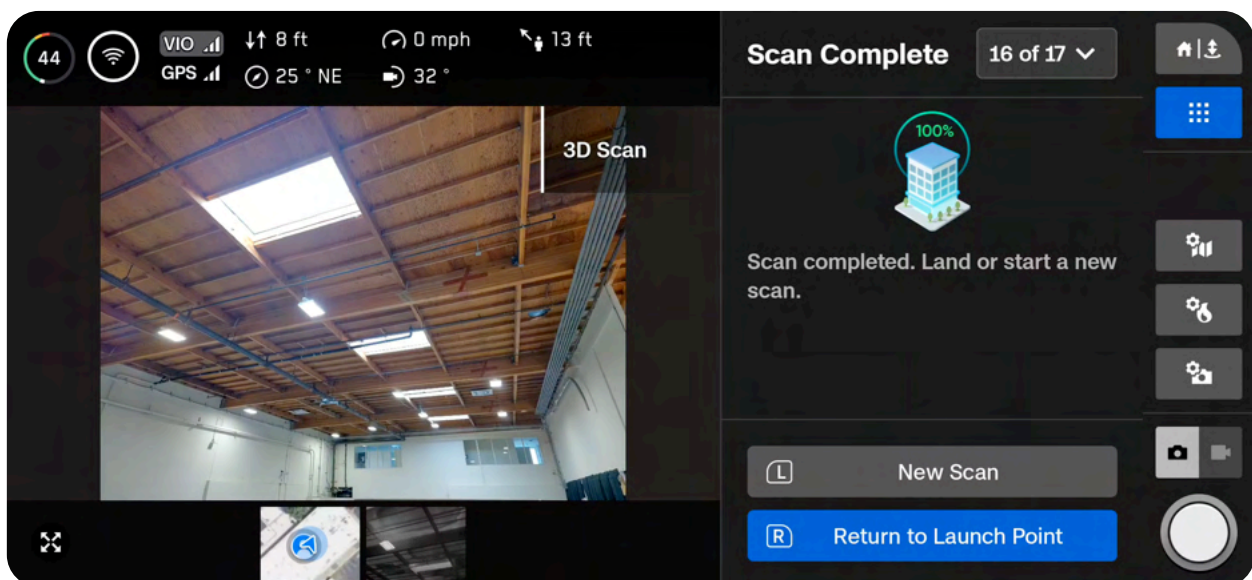 44
VIO
GPS
8 ft
25 ° NE
0 mph
32 °
13 ft
3D Scan
Scan Complete
16 of 17
100%
Scan completed. Land or start a new
scan.
L New Scan
R Return to Launch Point